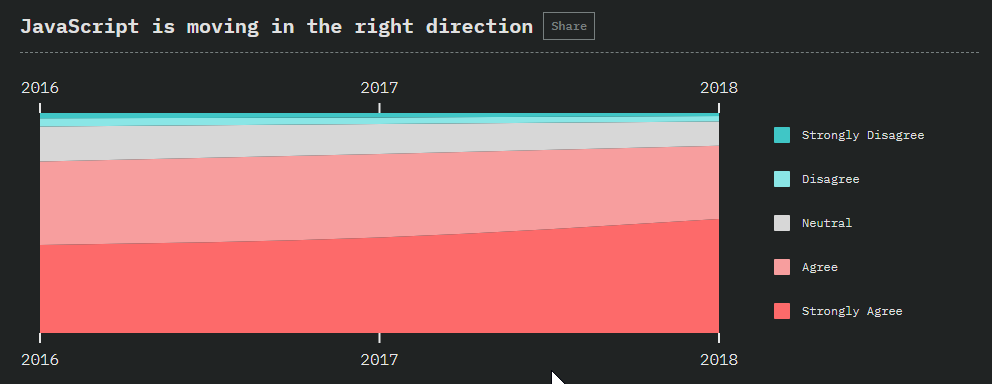 JavaScript is moving in the right direction Share
2016 2017 2018
Strongly Disagree
Disagree
Neutral
Agree
Strongly Agree
2016 2017 2018